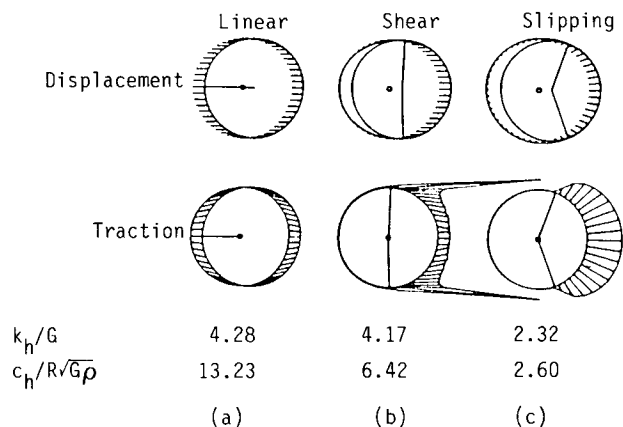 Linear Shear Slipping
Displacement
Traction
k_h/G 4.28 4.17 2.32
c_h/R√Gρ 13.23 6.42 2.60
(a) (b) (c)